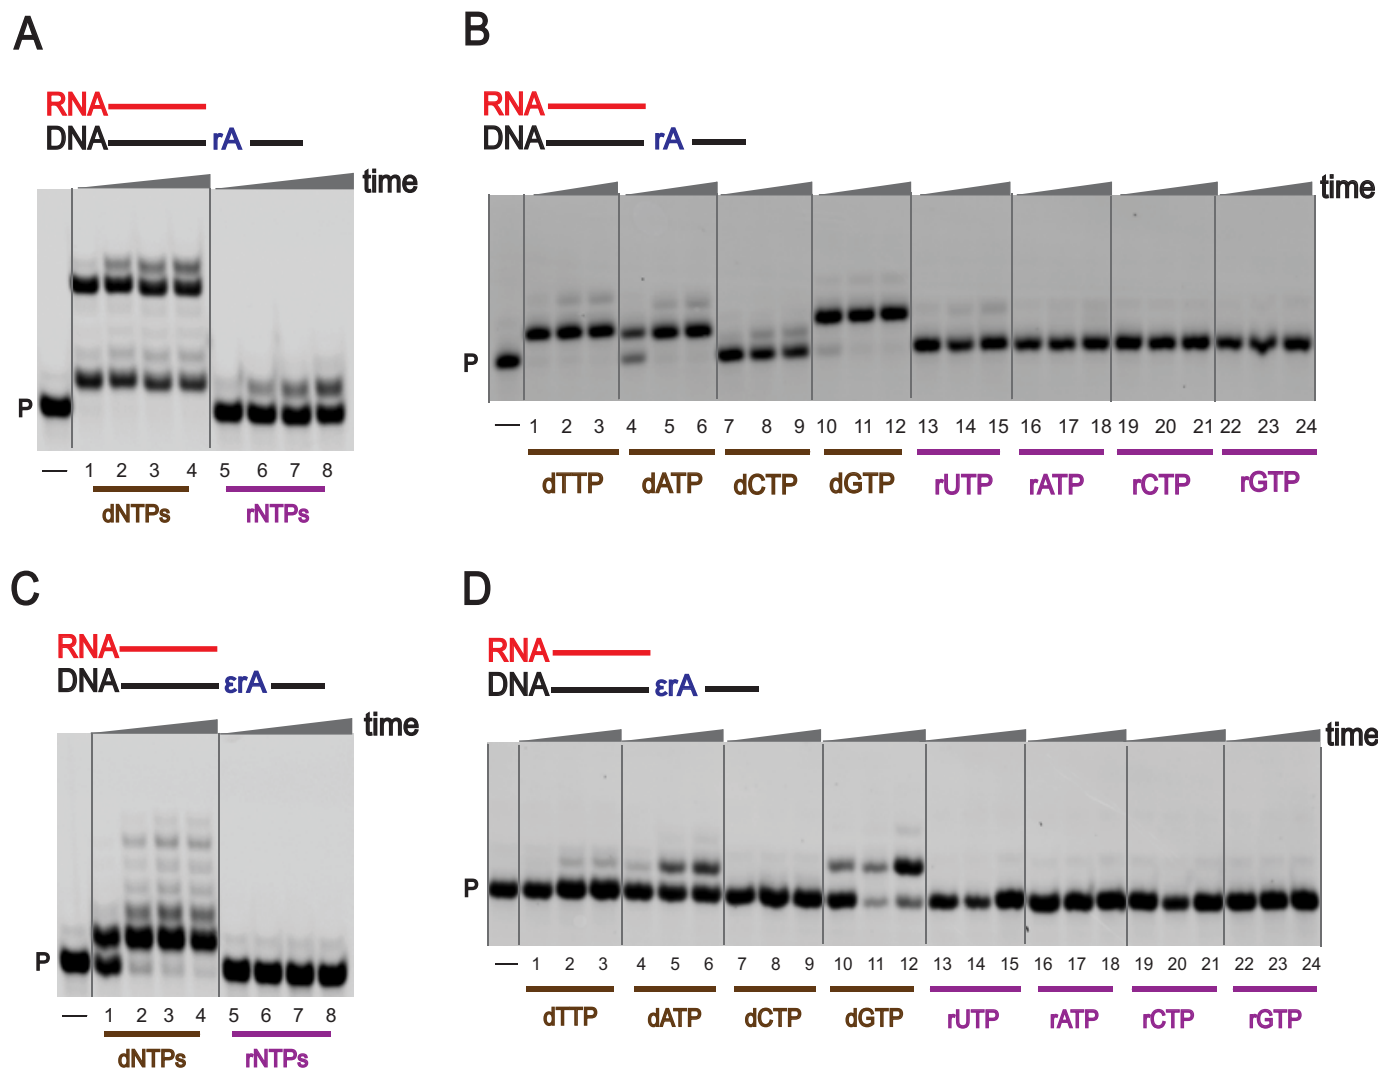 A
RNA
DNA rA
time
P
— 1 2 3 4 5 6 7 8
dNTPs rNTPs
B
RNA
DNA rA
time
P
— 1 2 3 4 5 6 7 8 9 10 11 12 13 14 15 16 17 18 19 20 21 22 23 24
dTTP dATP dCTP dGTP rUTP rATP rCTP rGTP
C
RNA
DNA εrA
time
P
— 1 2 3 4 5 6 7 8
dNTPs rNTPs
D
RNA
DNA εrA
time
P
— 1 2 3 4 5 6 7 8 9 10 11 12 13 14 15 16 17 18 19 20 21 22 23 24
dTTP dATP dCTP dGTP rUTP rATP rCTP rGTP